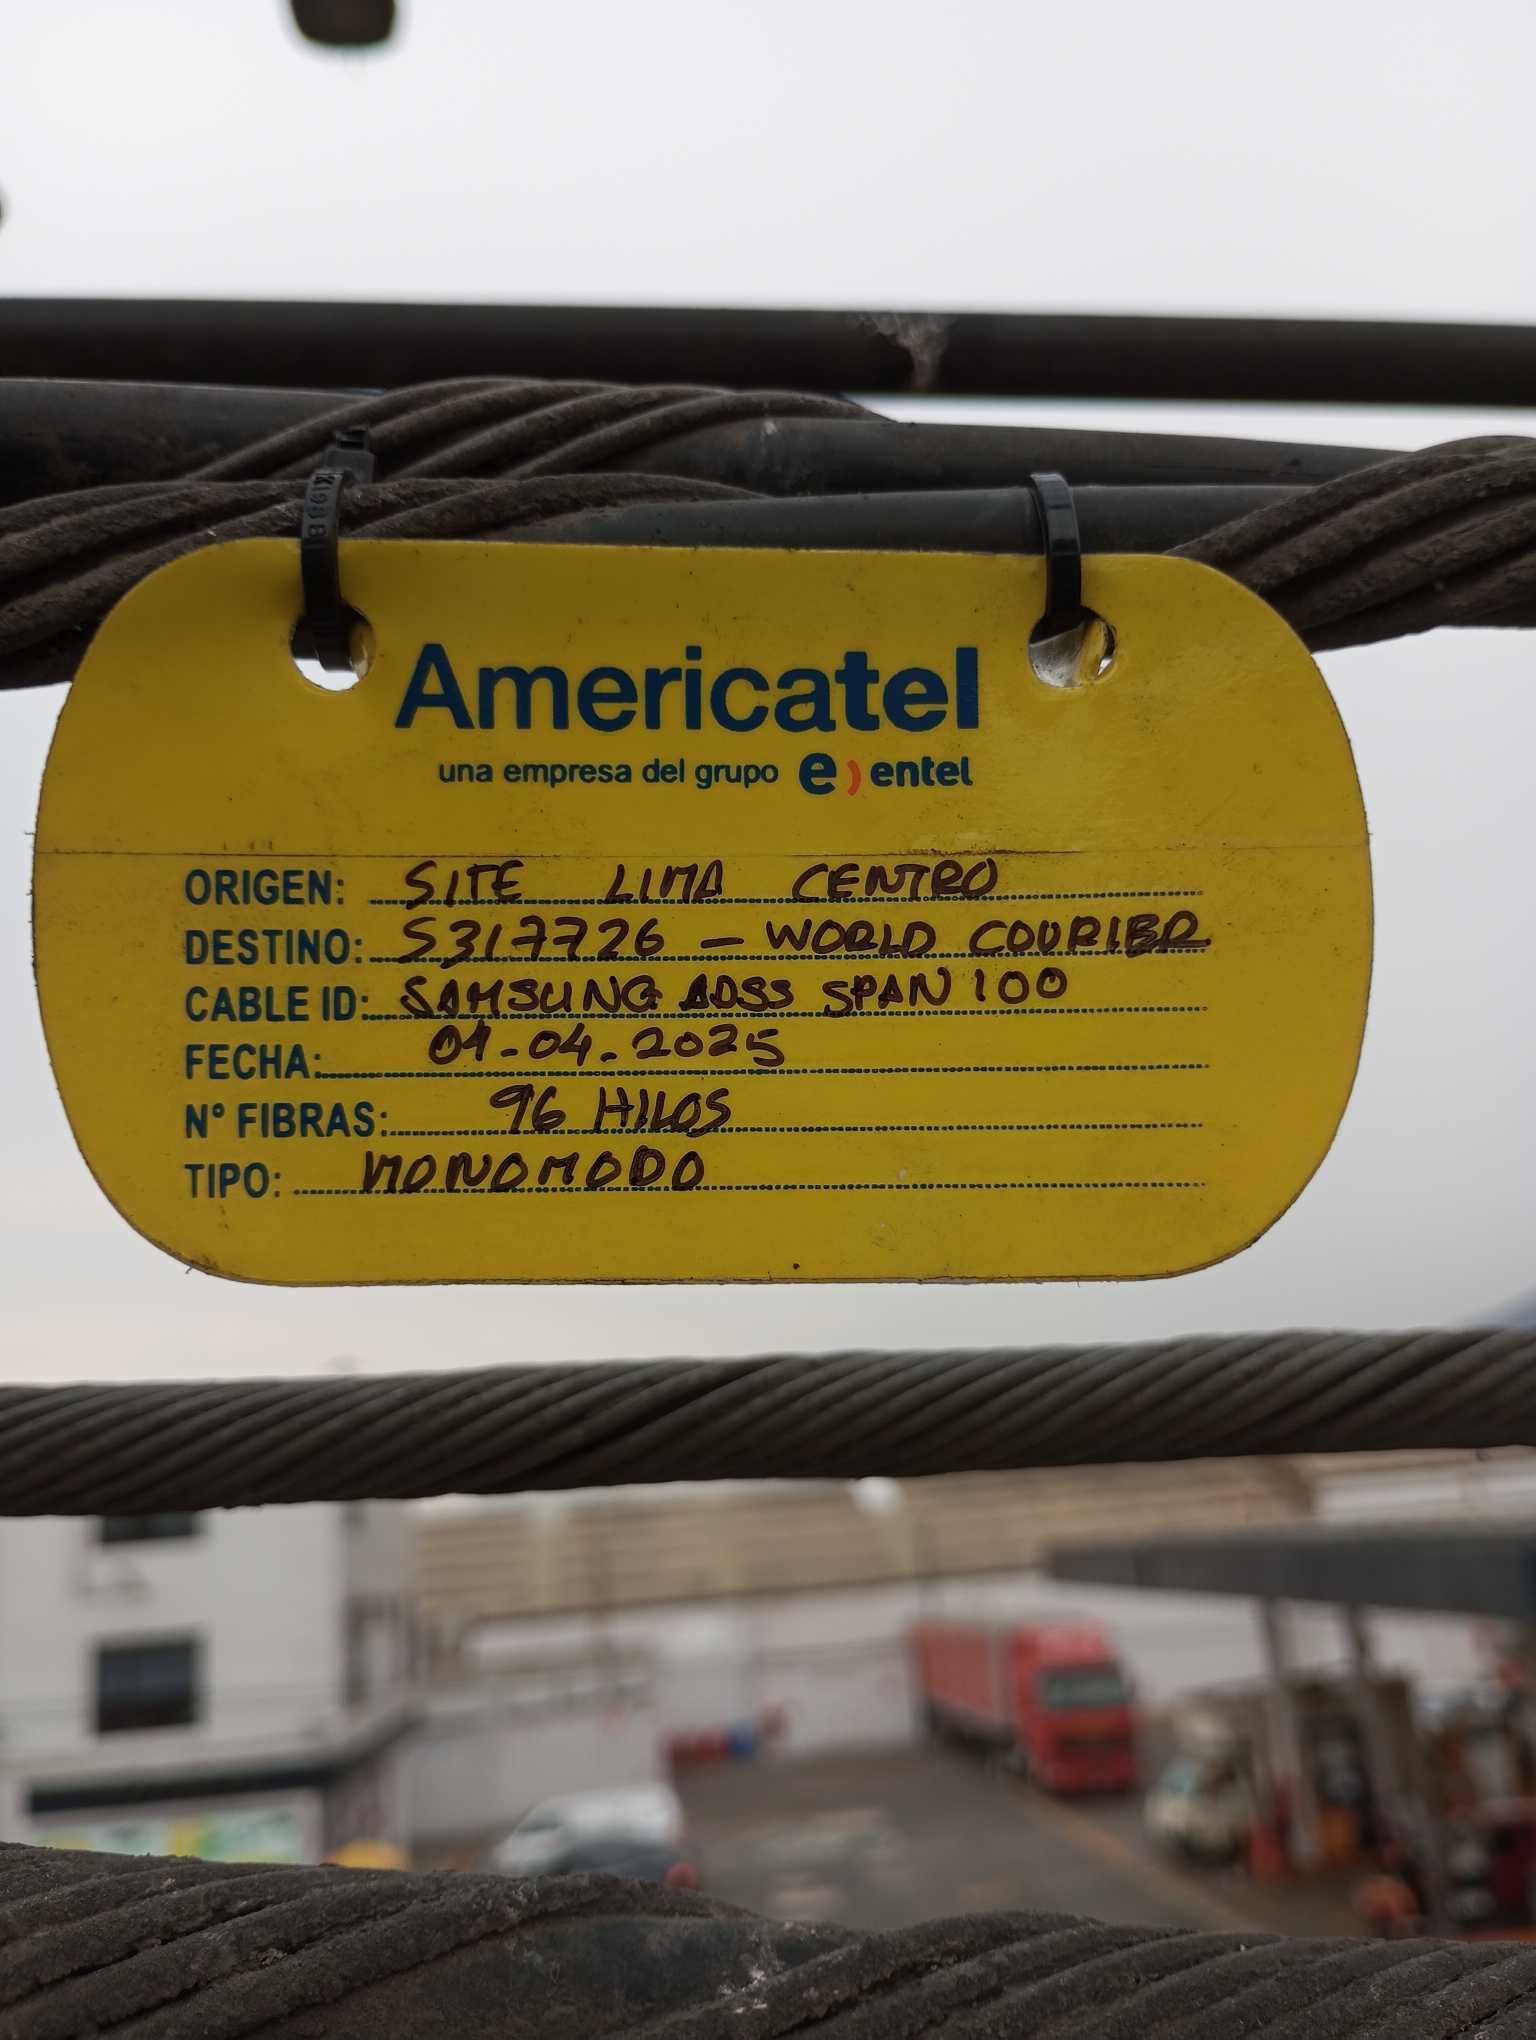 Americatel
una empresa del grupo e) entel
ORIGEN: SITE LIMA CENTRO
DESTINO: S317726 - WORLD COURIER
CABLE ID: SAMSUNG ADSS SPAN 100
FECHA: 01-04-2025
N° FIBRAS: 96 HILOS
TIPO: MONOMODO